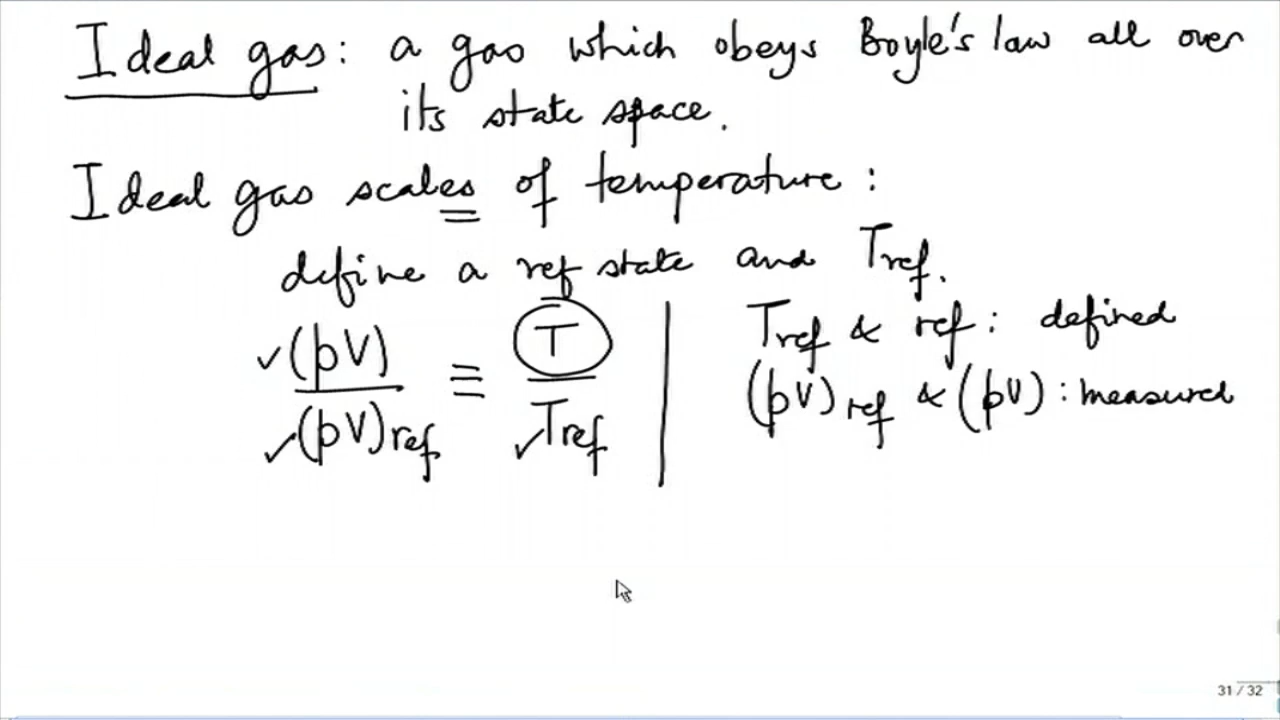 Ideal gas: a gas which obeys Boyle's law all over
its state space.
Ideal gas scales of temperature:
define a ref state and Tref.
(pV) / (pV)ref ≡ T / Tref
Tref & ref: defined
(pV)ref & (pV): measured
31 / 32